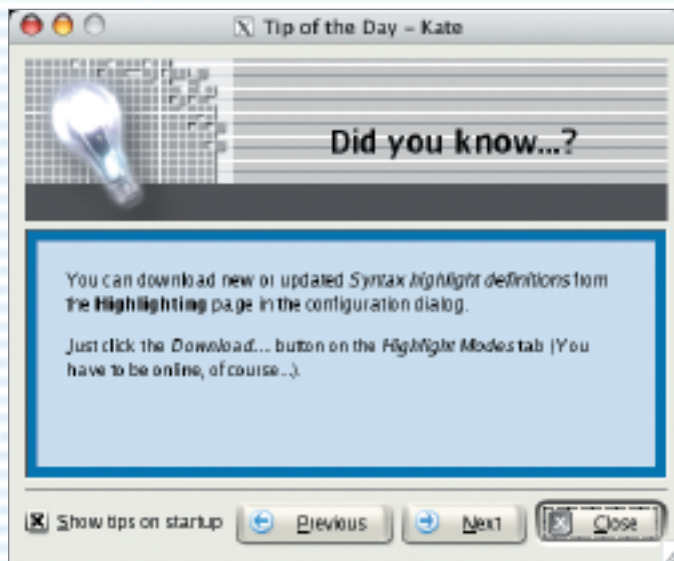 Tip of the Day – Kate
Did you know...?
You can download new or updated Syntax highlight definitions from
the Highlighting page in the configuration dialog.
Just click the Download... button on the Highlight Modes tab (You
have to be online, of course...).
Show tips on startup
Previous
Next
Close